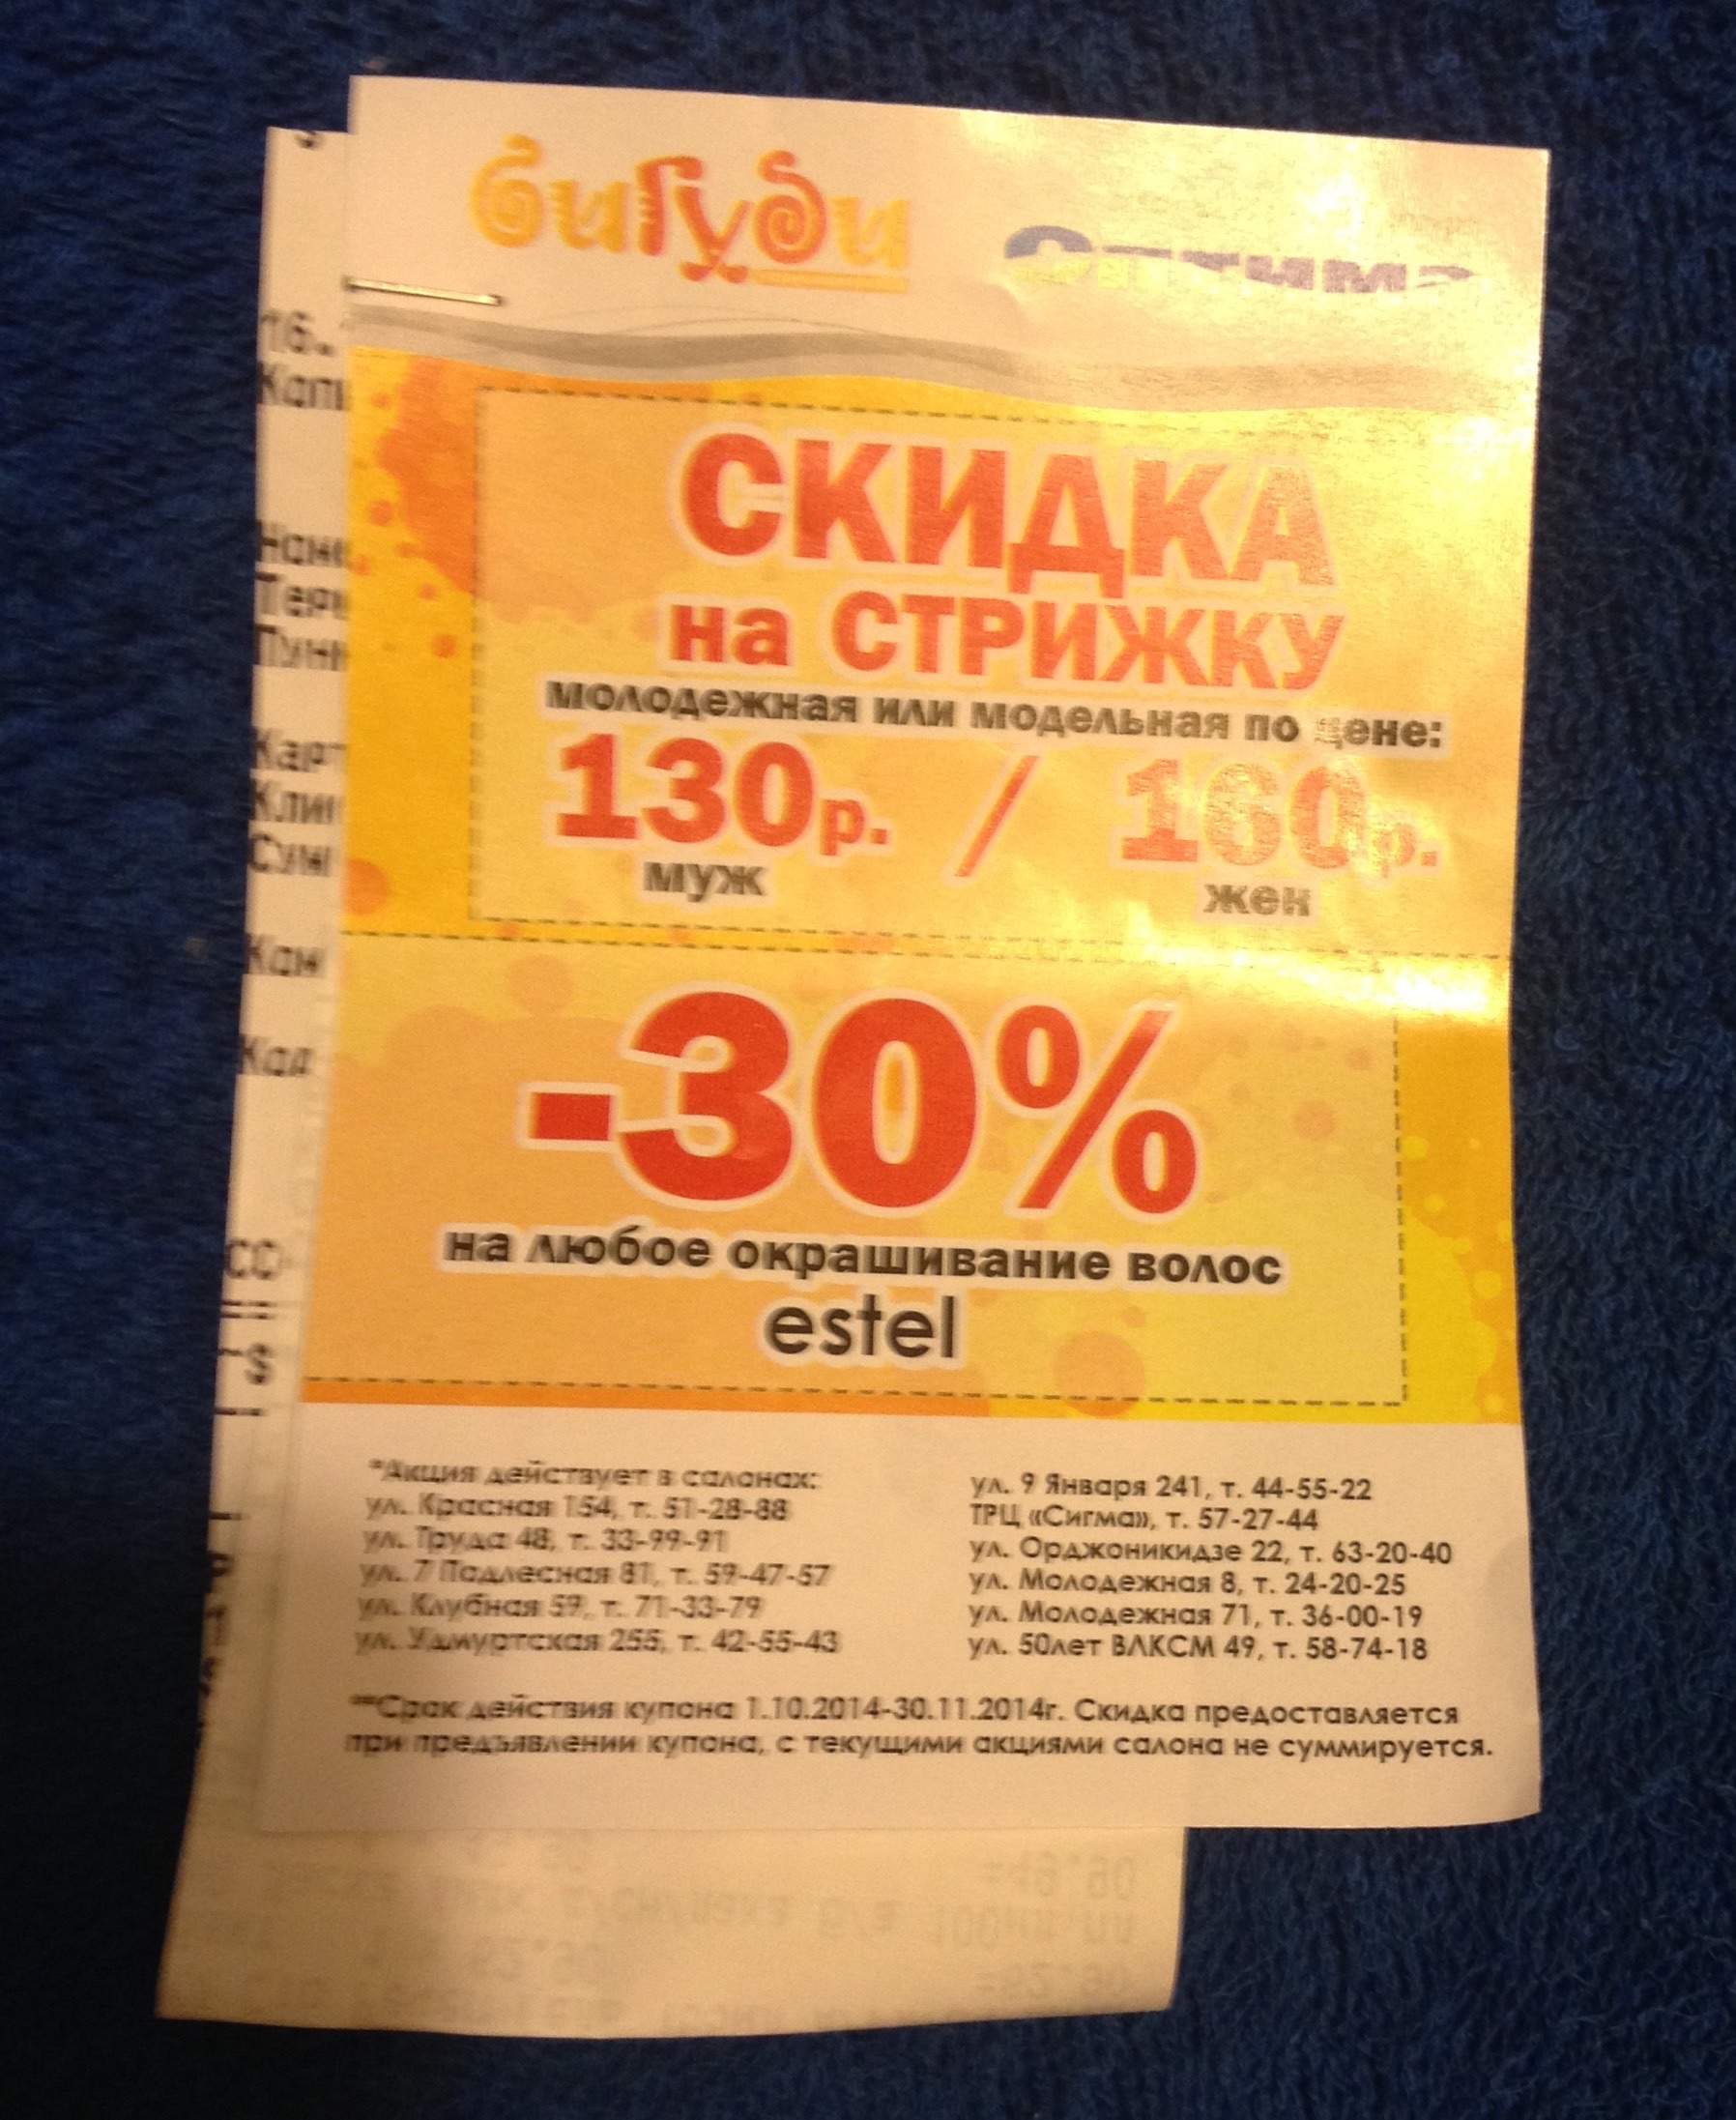 бигуди
Оптима
СКИДКА
на СТРИЖКУ
молодежная или модельная по цене:
130р. / 160р.
муж жен
-30%
на любое окрашивание волос
estel
*Акция действует в салонах:
ул. Красная 154, т. 51-28-88
ул. Труда 48, т. 33-99-91
ул. 7 Подлесная 81, т. 59-47-57
ул. Клубная 59, т. 71-33-79
ул. Удмуртская 255, т. 42-55-43
ул. 9 Января 241, т. 44-55-22
ТРЦ «Сигма», т. 57-27-44
ул. Орджоникидзе 22, т. 63-20-40
ул. Молодежная 8, т. 24-20-25
ул. Молодежная 71, т. 36-00-19
ул. 50лет ВЛКСМ 49, т. 58-74-18
**Срок действия купона 1.10.2014-30.11.2014г. Скидка предоставляется
при предъявлении купона, с текущими акциями салона не суммируется.